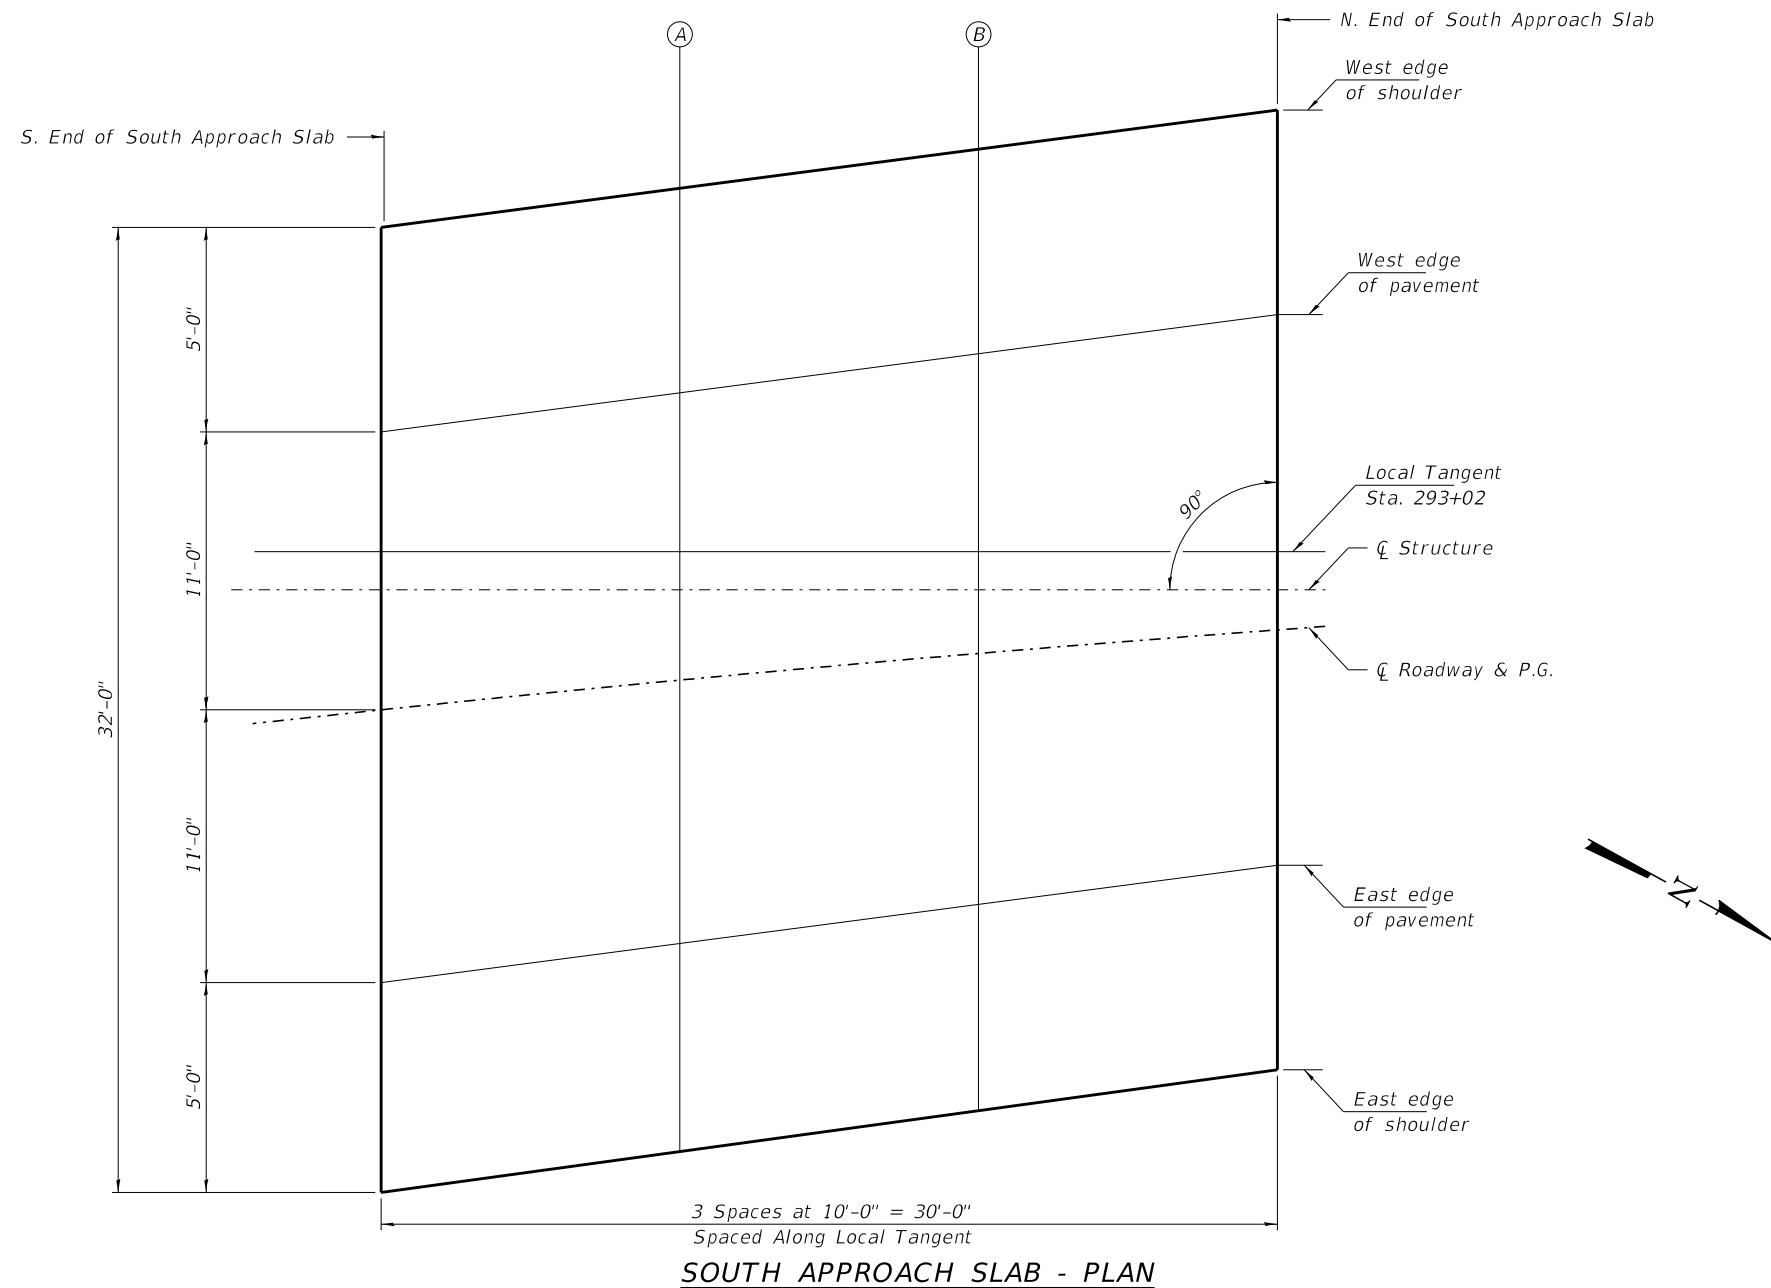 A
B
N. End of South Approach Slab
West edge
of shoulder
S. End of South Approach Slab
West edge
of pavement
5'-0"
Local Tangent
Sta. 293+02
90°
℄ Structure
11'-0"
℄ Roadway & P.G.
32'-0"
11'-0"
East edge
of pavement
N
5'-0"
East edge
of shoulder
3 Spaces at 10'-0" = 30'-0"
Spaced Along Local Tangent
SOUTH APPROACH SLAB - PLAN